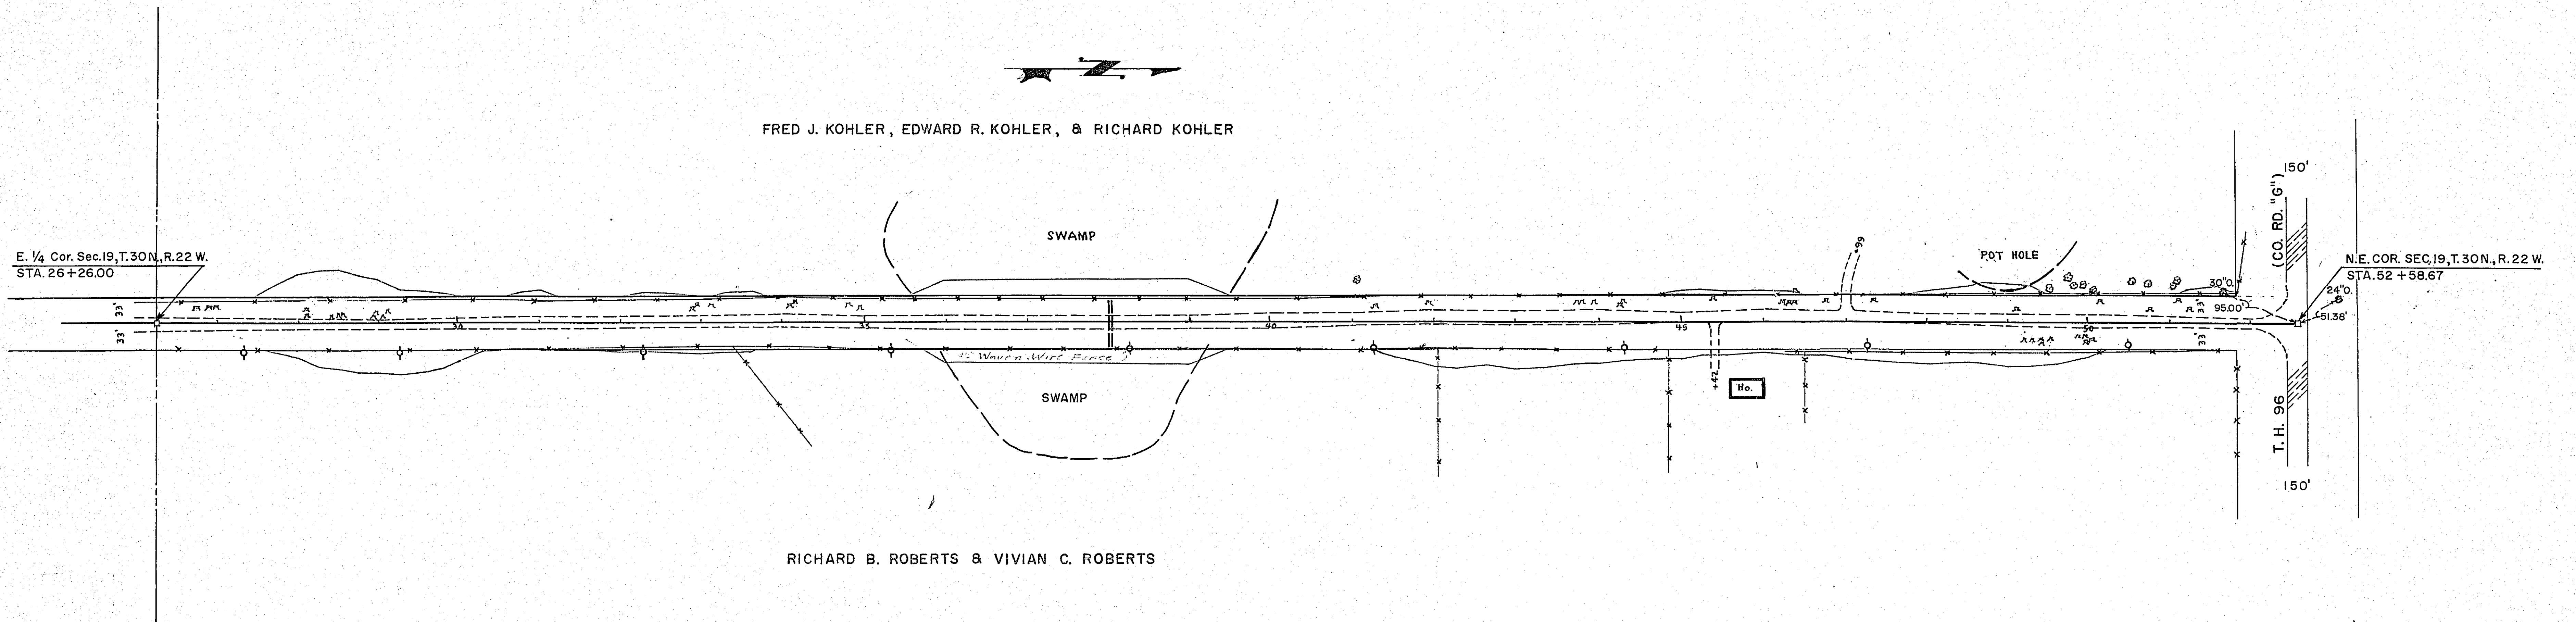 N
FRED J. KOHLER, EDWARD R. KOHLER, & RICHARD KOHLER
150'
(CO. RD. "G")
SWAMP
+99
POT HOLE
E. 1/4 Cor. Sec.19,T.30N.,R.22 W.
STA. 26+26.00
N.E. COR. SEC,19,T.30N.,R.22 W.
STA. 52+58.67
30"O.
24"O.
95.00'
51.38'
33'
33'
33'
33'
30
35
40
45
50
Woven Wire Fence
+42
Ho.
SWAMP
T. H. 96
150'
RICHARD B. ROBERTS & VIVIAN C. ROBERTS